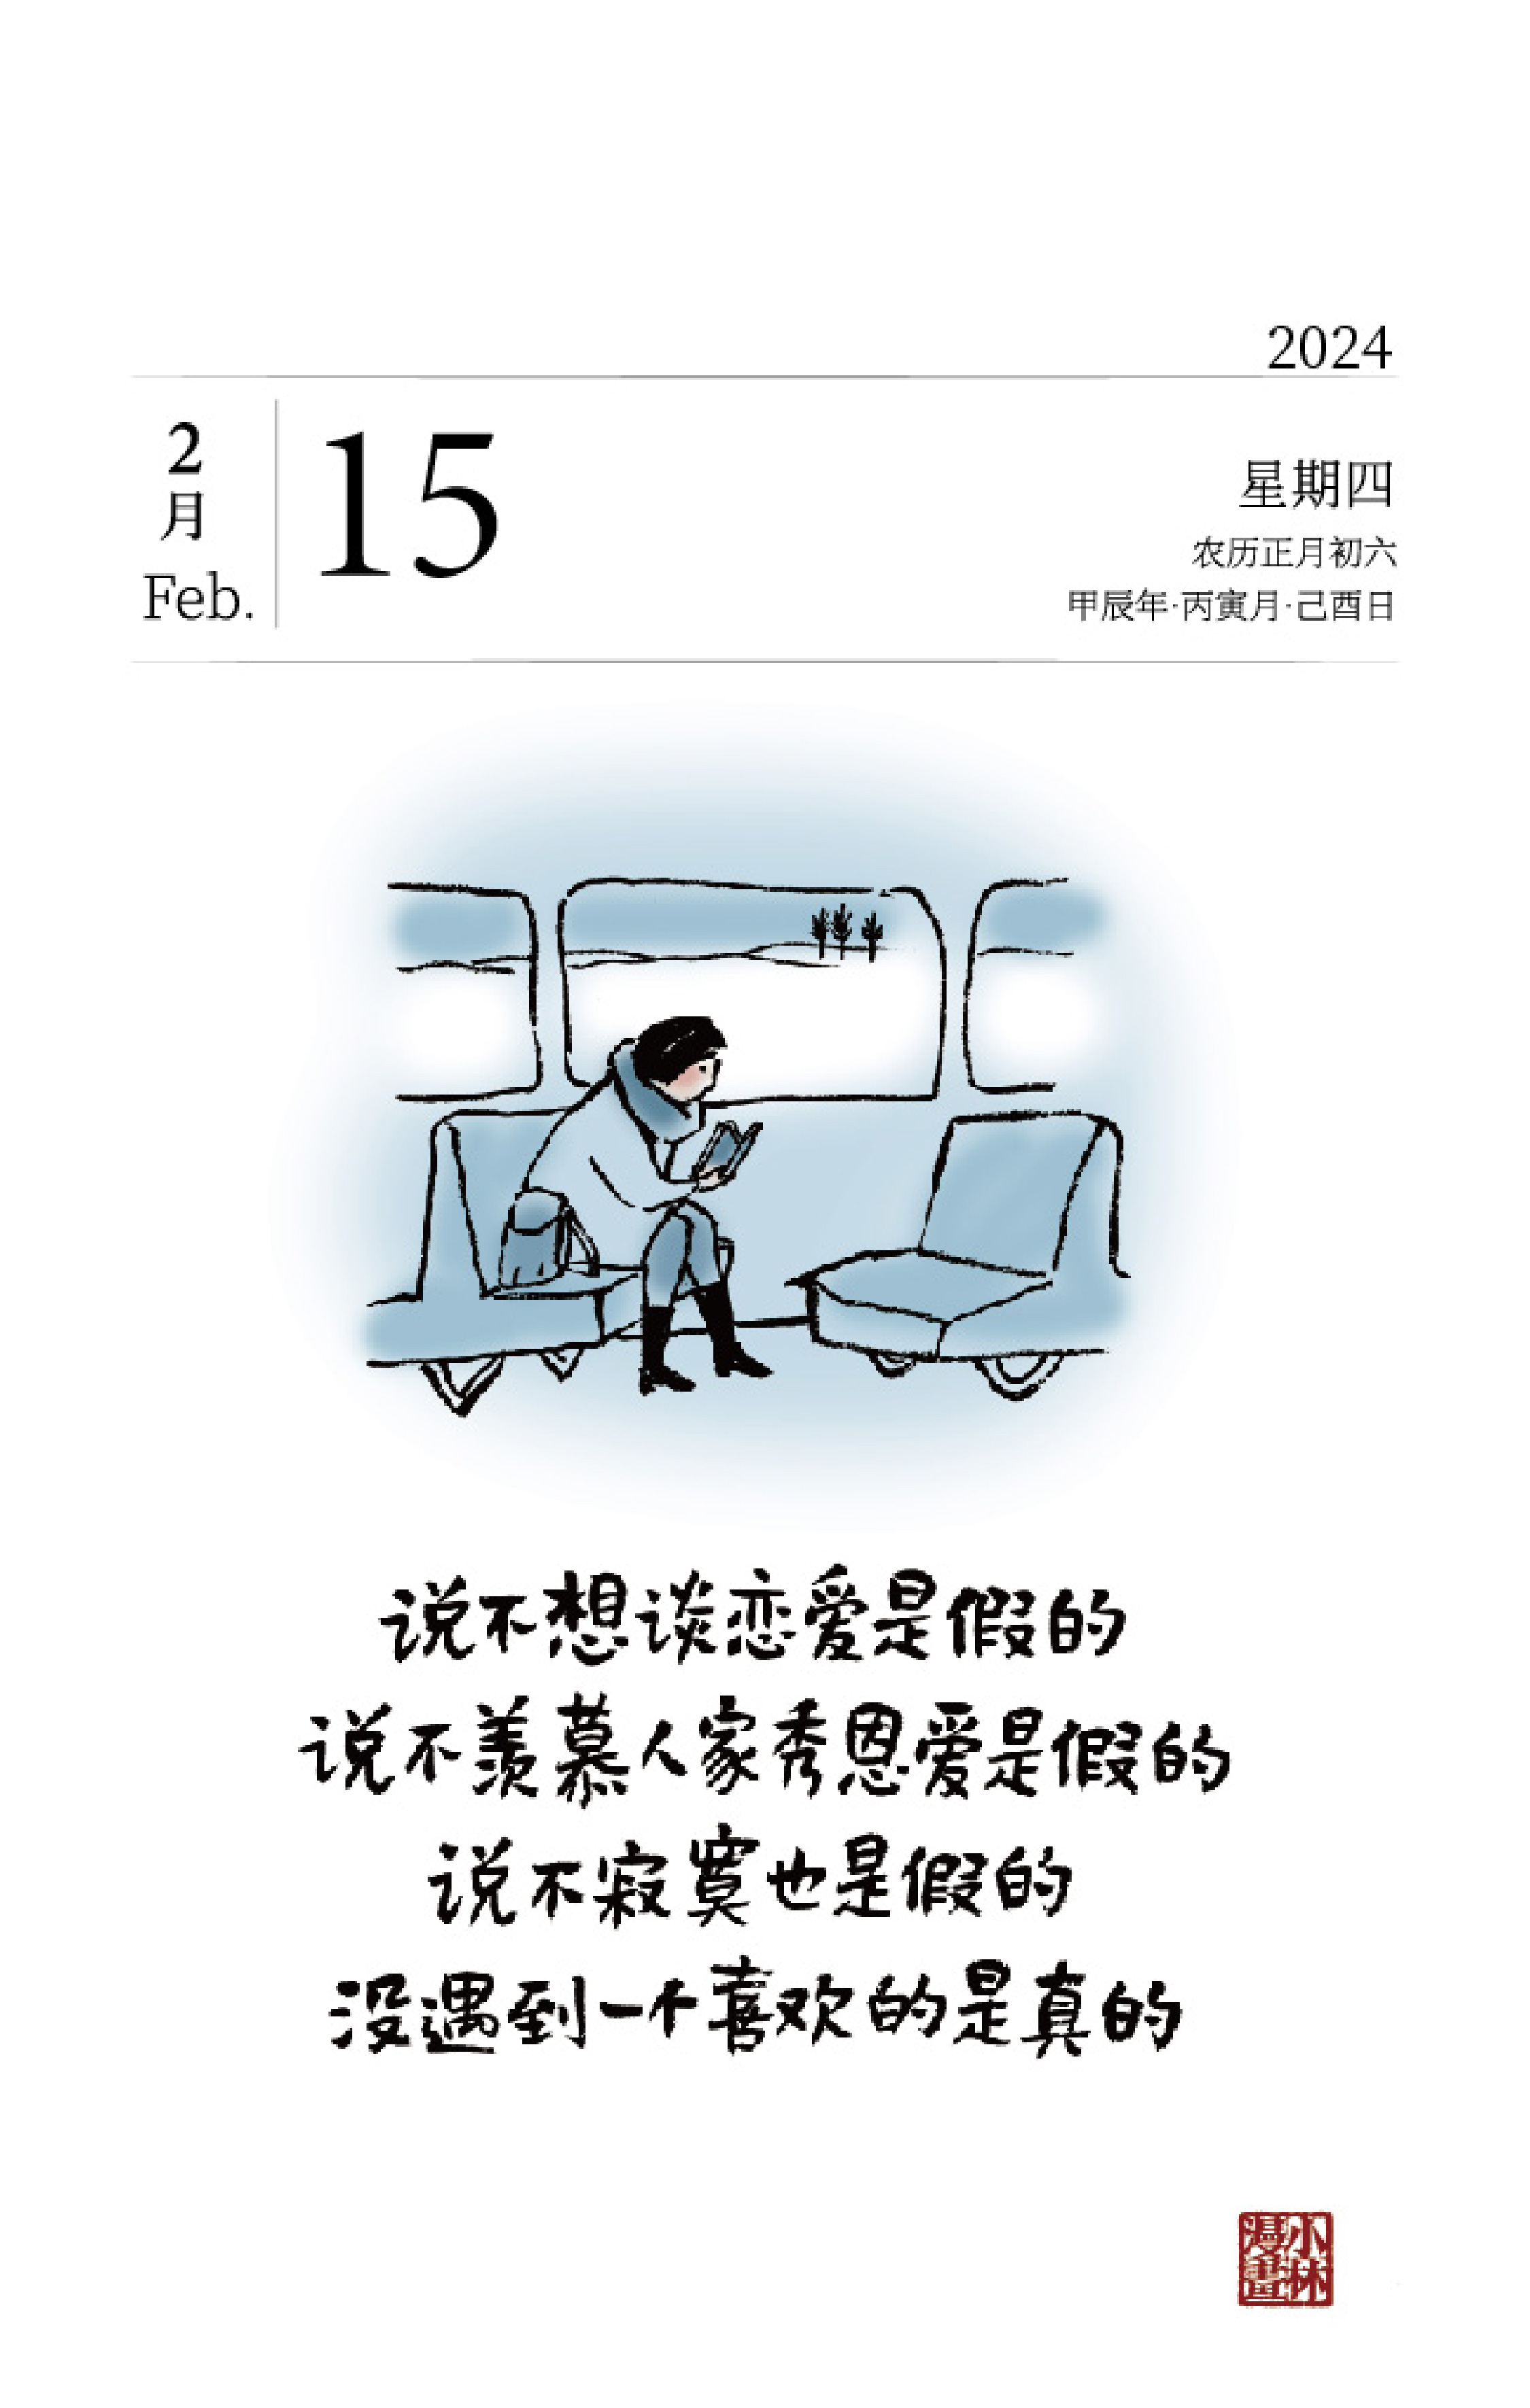 2024
2
月
Feb.
15
星期四
农历正月初六
甲辰年·丙寅月·己酉日
说不想谈恋爱是假的
说不羡慕人家秀恩爱是假的
说不寂寞也是假的
没遇到一个喜欢的是真的
小林
漫畫